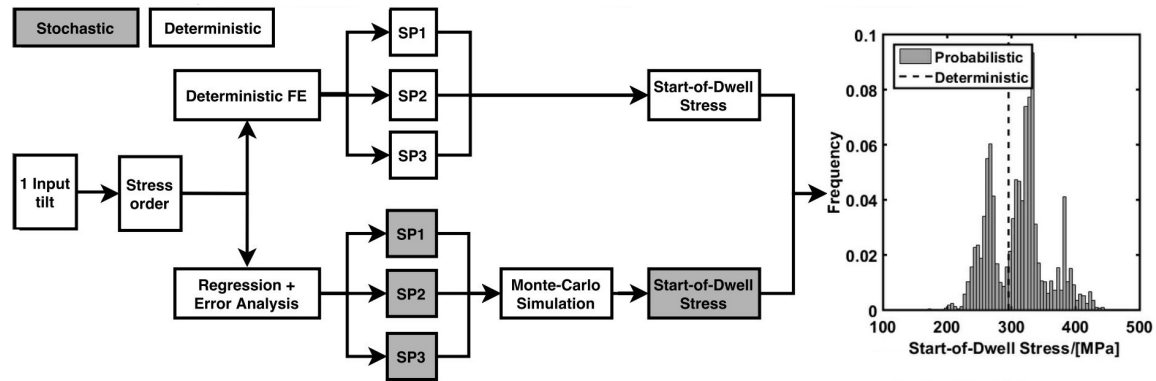 Stochastic
Deterministic
1 Input
tilt
Stress
order
Deterministic FE
SP1
SP2
SP3
Start-of-Dwell
Stress
Regression +
Error Analysis
SP1
SP2
SP3
Monte-Carlo
Simulation
Start-of-Dwell
Stress
Probabilistic
Deterministic
Frequency
0.1
0.08
0.06
0.04
0.02
0
100
200
300
400
500
Start-of-Dwell Stress/[MPa]